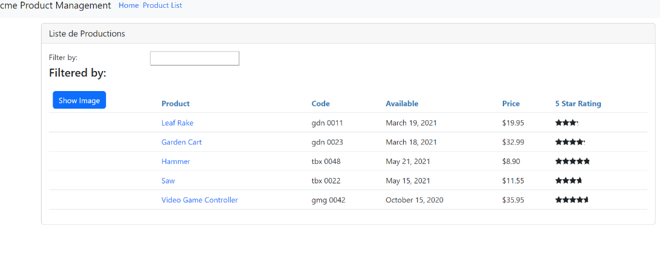 cme Product Management Home Product List
Liste de Productions
Filter by:
Filtered by:
Show Image Product Code Available Price 5 Star Rating
Leaf Rake gdn 0011 March 19, 2021 $19.95
Garden Cart gdn 0023 March 18, 2021 $32.99
Hammer tbx 0048 May 21, 2021 $8.90
Saw tbx 0022 May 15, 2021 $11.55
Video Game Controller gmg 0042 October 15, 2020 $35.95